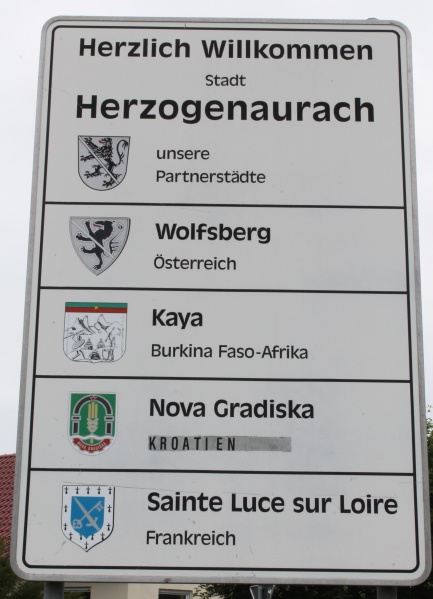 Herzlich Willkommen
Stadt
Herzogenaurach
unsere
Partnerstädte
Wolfsberg
Österreich
Kaya
Burkina Faso-Afrika
Nova Gradiska
KROATIEN
Sainte Luce sur Loire
Frankreich